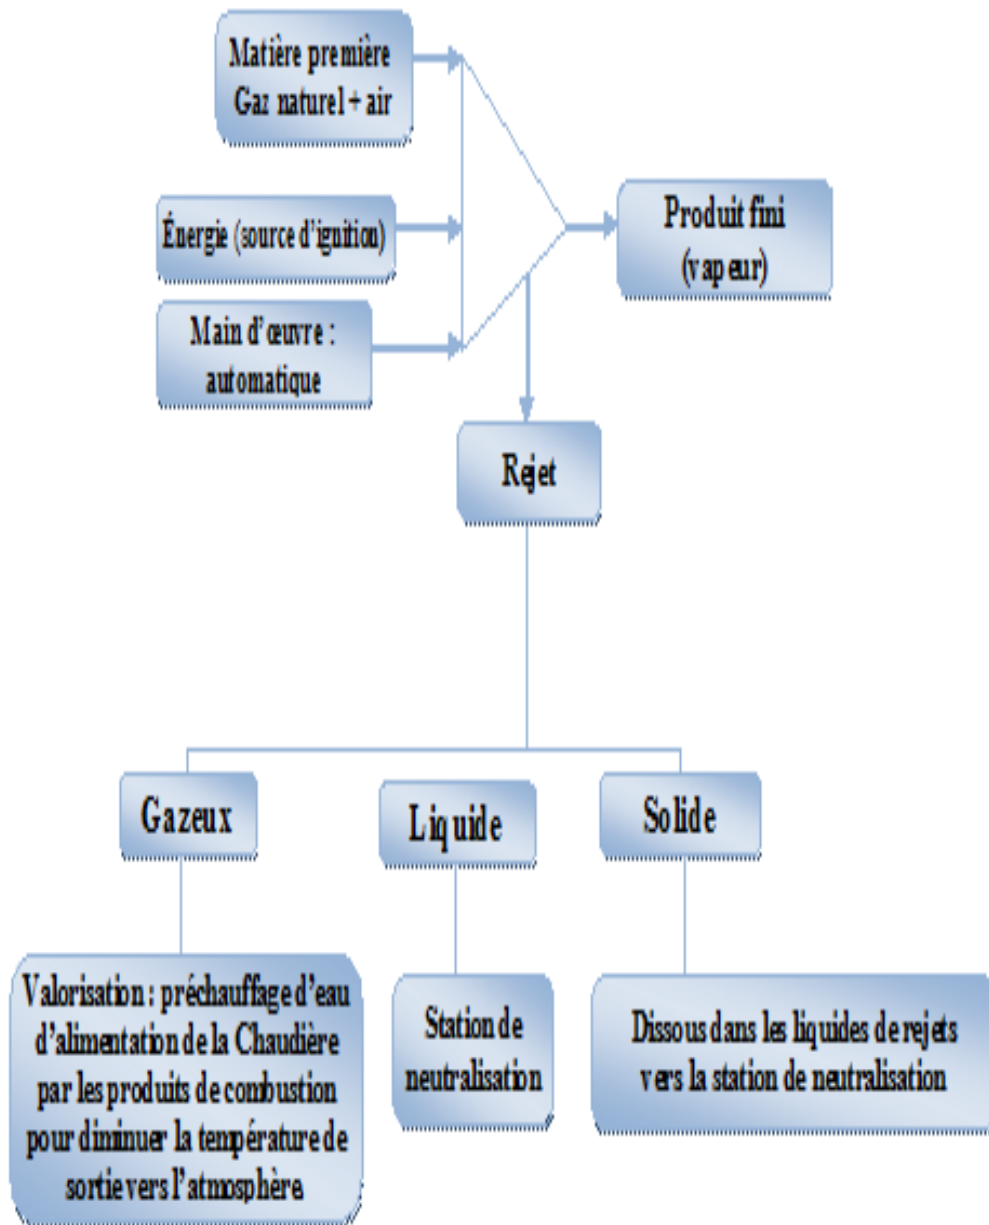 Matière première
Gaz naturel + air
Énergie (source d'ignition)
Main d'œuvre :
automatique
Produit fini
(vapeur)
Rejet
Gazeux
Liquide
Solide
Valorisation : préchauffage d'eau
d'alimentation de la Chaudière
par les produits de combustion
pour diminuer la température de
sortie vers l'atmosphère.
Station de
neutralisation
Dissous dans les liquides de rejets
vers la station de neutralisation